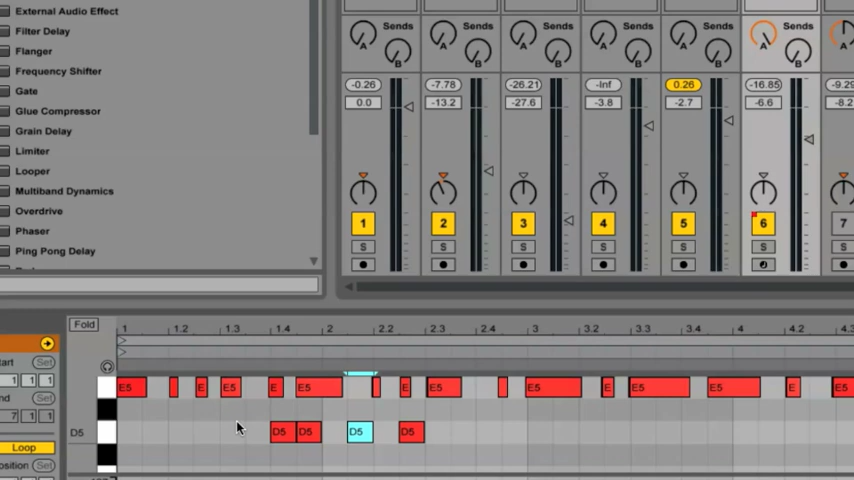 External Audio Effect
Filter Delay
Flanger
Frequency Shifter
Gate
Glue Compressor
Grain Delay
Limiter
Looper
Multiband Dynamics
Overdrive
Phaser
Ping Pong Delay
Sends Sends Sends Sends Sends Sends
A B A B A B A B A B A B A
-0.26 -7.78 -26.21 -Inf 0.26 -16.85 -9.29
0.0 -13.2 -27.6 -3.8 -2.7 -6.6 -8.2
1 2 3 4 5 6 7
S S S S S S S
Fold
1 1.2 1.3 1.4 2 2.2 2.3 2.4 3 3.2 3.3 3.4 4 4.2 4.3
Set
1 1 1
Set
7 1 1
Loop
Set
E5 E E5 E E5 E E5 E5 E E5 E5 E E5
D5 D5 D5 D5 D5